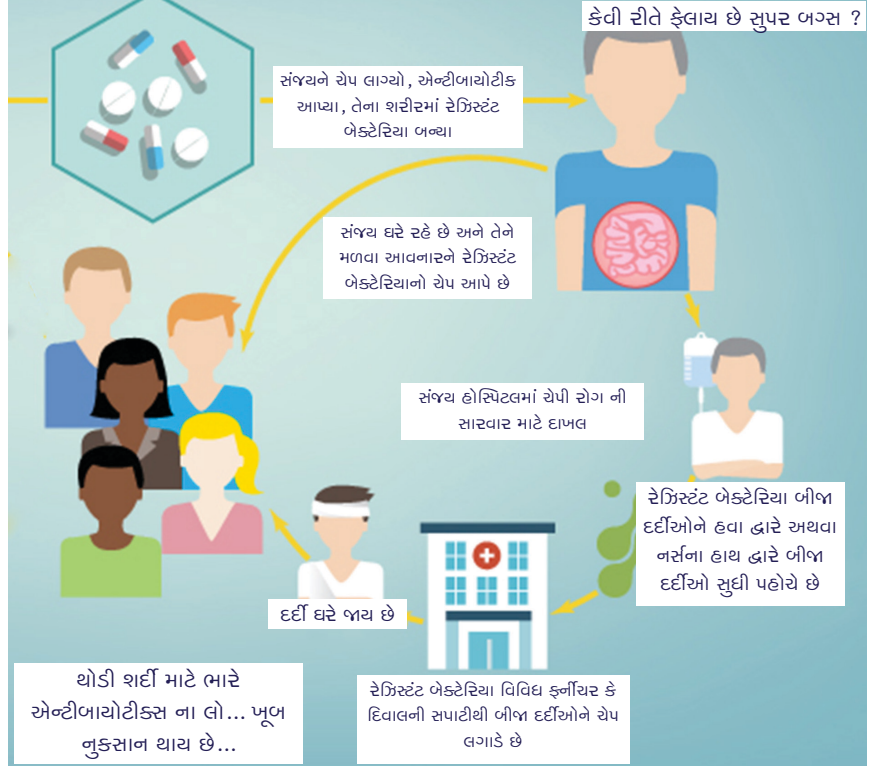 કેવી રીતે ફેલાય છે સુપર બગ્સ ?
સંજયને ચેપ લાગ્યો, એન્ટીબાયોટીક
આપ્યા, તેના શરીરમાં રેઝિસ્ટંટ
બેક્ટેરિયા બન્યા
સંજય ઘરે રહે છે અને તેને
મળવા આવનારને રેઝિસ્ટંટ
બેક્ટેરિયાનો ચેપ આપે છે
સંજય હોસ્પિટલમાં ચેપી રોગ ની
સારવાર માટે દાખલ
રેઝિસ્ટંટ બેક્ટેરિયા બીજા
દર્દીઓને હવા દ્વારે અથવા
નર્સના હાથ દ્વારે બીજા
દર્દીઓ સુધી પહોચે છે
દર્દી ઘરે જાય છે
રેઝિસ્ટંટ બેક્ટેરિયા વિવિધ ફર્નીચર કે
દિવાલની સપાટીથી બીજા દર્દીઓને ચેપ
લગાડે છે
થોડી શર્દી માટે ભારે
એન્ટીબાયોટીક્સ ના લો... ખૂબ
નુકસાન થાય છે...